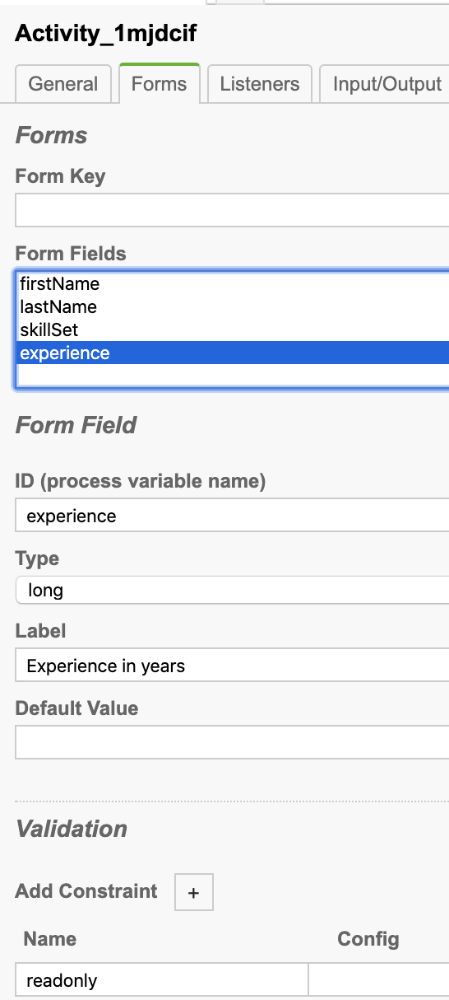 Activity_1mjdcif
General Forms Listeners Input/Output
Forms
Form Key
Form Fields
firstName
lastName
skillSet
experience
Form Field
ID (process variable name)
experience
Type
long
Label
Experience in years
Default Value
Validation
Add Constraint +
Name Config
readonly